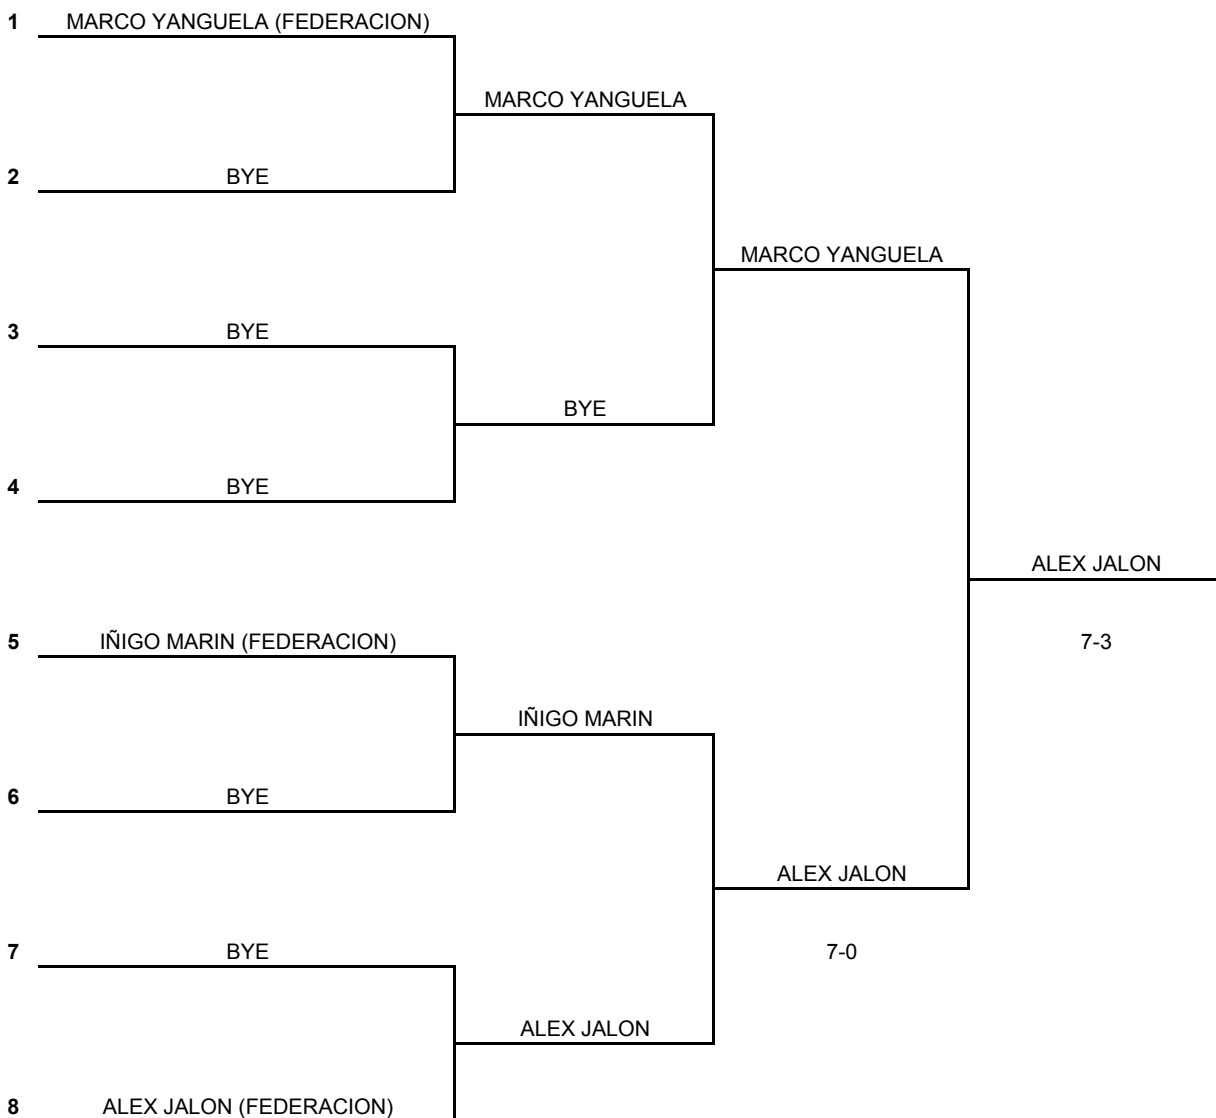 1 MARCO YANGUELA (FEDERACION)
MARCO YANGUELA
2 BYE
MARCO YANGUELA
3 BYE
BYE
4 BYE
ALEX JALON
5 IÑIGO MARIN (FEDERACION)
7-3
IÑIGO MARIN
6 BYE
ALEX JALON
7 BYE
7-0
ALEX JALON
8 ALEX JALON (FEDERACION)